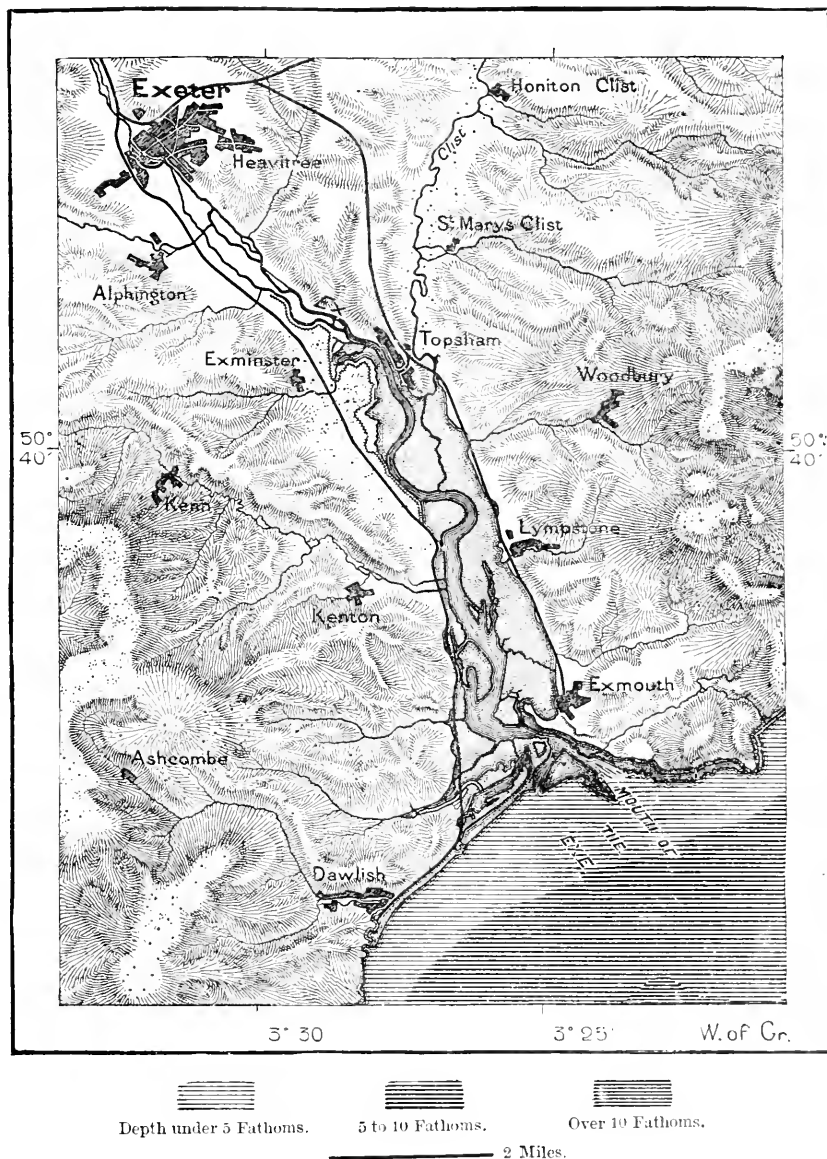 Exeter
Honiton Clist
Clist
Heavitree
St. Marys Clist
Alphington
Topsham
Exminster
Woodbury
50°
40'
50°
40'
Kenn
Lympstone
Kenton
Exmouth
Ashcombe
MOUTH OF
THE
EXE
Dawlish
3° 30
3° 25'
W. of Gr.
Depth under 5 Fathoms.
5 to 10 Fathoms.
Over 10 Fathoms.
2 Miles.